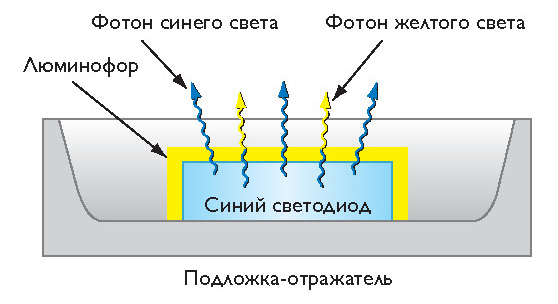 Фотон синего света
Фотон желтого света
Люминофор
Синий светодиод
Подложка-отражатель